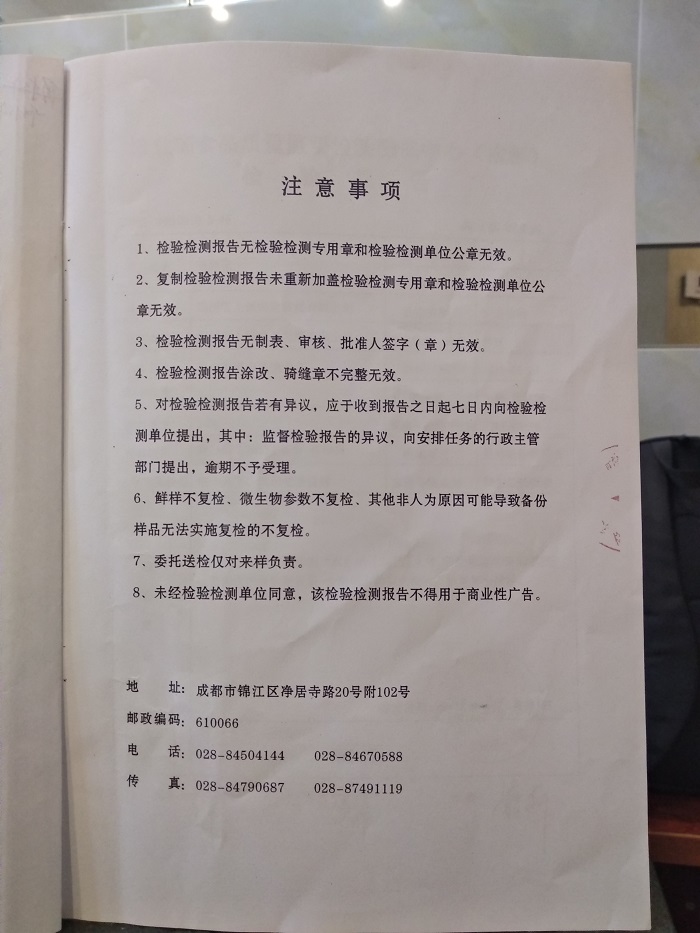 注意事项
1、检验检测报告无检验检测专用章和检验检测单位公章无效。
2、复制检验检测报告未重新加盖检验检测专用章和检验检测单位公
章无效。
3、检验检测报告无制表、审核、批准人签字（章）无效。
4、检验检测报告涂改、骑缝章不完整无效。
5、对检验检测报告若有异议，应于收到报告之日起七日内向检验检
测单位提出，其中：监督检验报告的异议，向安排任务的行政主管
部门提出，逾期不予受理。
6、鲜样不复检、微生物参数不复检、其他非人为原因可能导致备份
样品无法实施复检的不复检。
7、委托送检仅对来样负责。
8、未经检验检测单位同意，该检验检测报告不得用于商业性广告。
地 址：成都市锦江区净居寺路20号附102号
邮政编码：610066
电 话：028-84504144 028-84670588
传 真：028-84790687 028-87491119